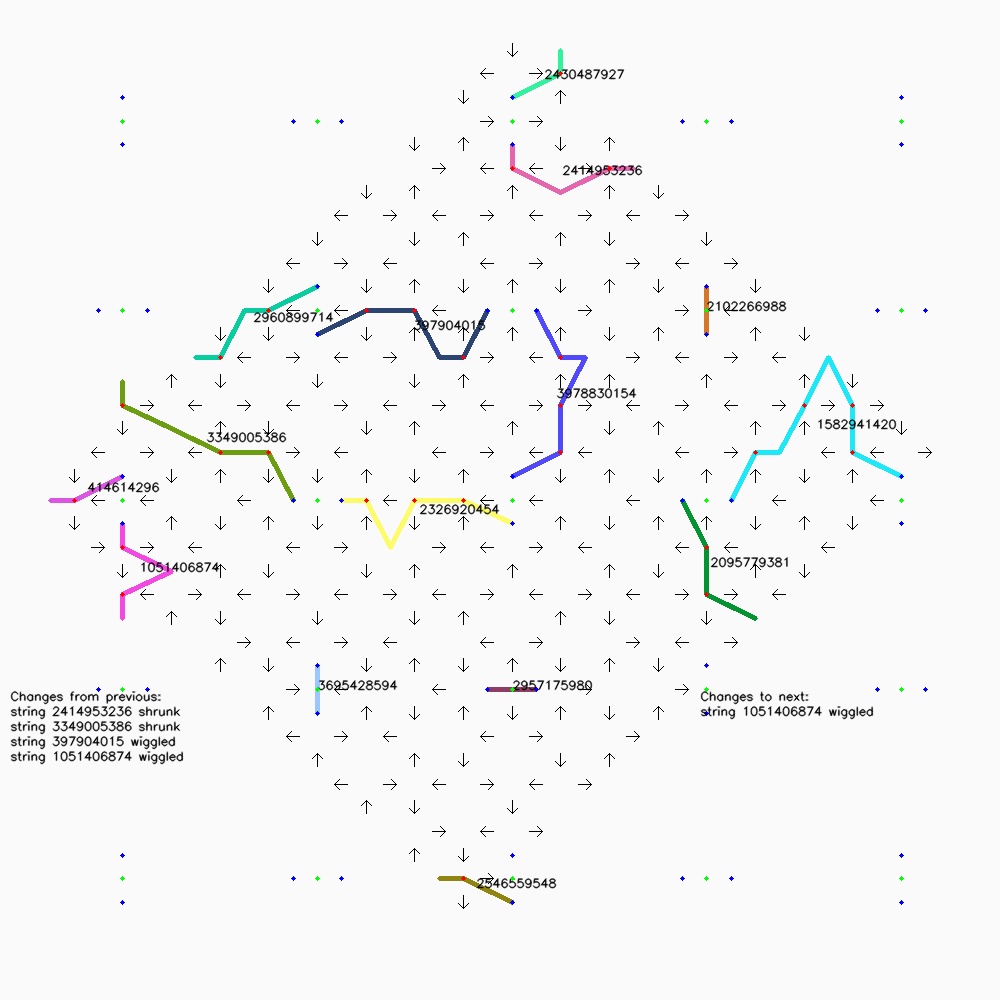 2430487927
2414953236
2102266988
2960899714
397904015
3978830154
1582941420
3349005386
414614296
2326920454
2095779381
1051406874
3695428594
2957175980
Changes from previous:
string 2414953236 shrunk
string 3349005386 shrunk
string 397904015 wiggled
string 1051406874 wiggled
Changes to next:
string 1051406874 wiggled
2546559548